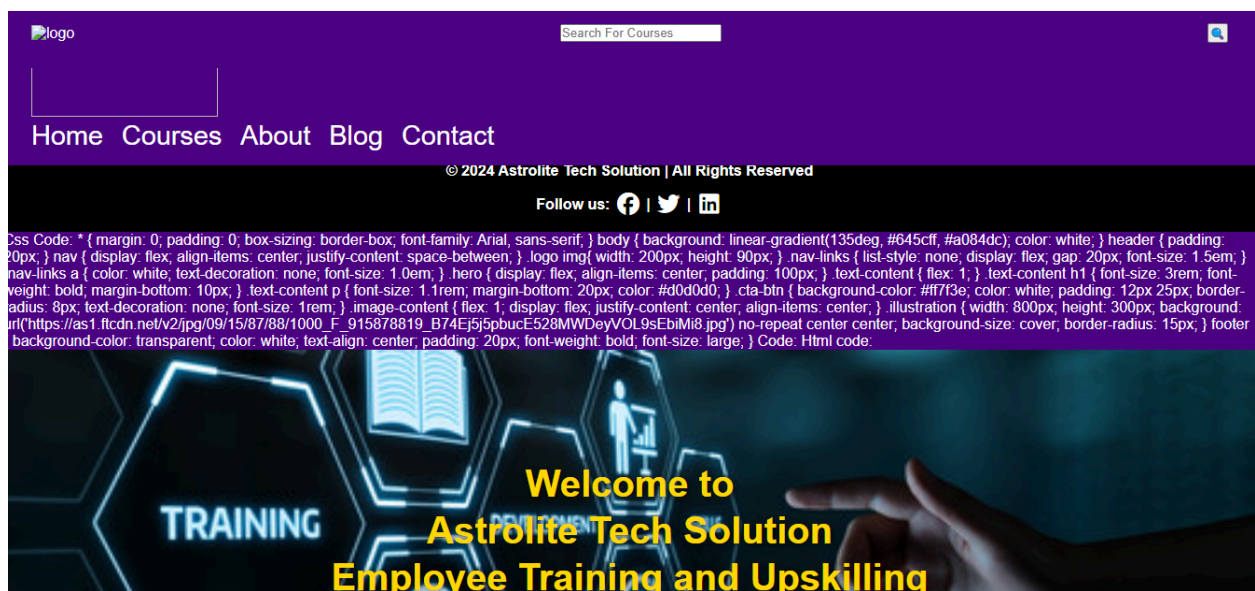 logo
Search For Courses
Home Courses About Blog Contact
© 2024 Astrolite Tech Solution | All Rights Reserved
Follow us: | |
Css Code: * { margin: 0; padding: 0; box-sizing: border-box; font-family: Arial, sans-serif; } body { background: linear-gradient(135deg, #645cff, #a084dc); color: white; } header { padding:
20px; } nav { display: flex; align-items: center; justify-content: space-between; } .logo img{ width: 200px; height: 90px; } .nav-links { list-style: none; display: flex; gap: 20px; font-size: 1.5em; }
.nav-links a { color: white; text-decoration: none; font-size: 1.0em; } .hero { display: flex; align-items: center; padding: 100px; } .text-content { flex: 1; } .text-content h1 { font-size: 3rem; font-
weight: bold; margin-bottom: 10px; } .text-content p { font-size: 1.1rem; margin-bottom: 20px; color: #d0d0d0; } .cta-btn { background-color: #ff7f3e; color: white; padding: 12px 25px; border-
radius: 8px; text-decoration: none; font-size: 1rem; } .image-content { flex: 1; display: flex; justify-content: center; align-items: center; } .illustration { width: 800px; height: 300px; background:
url('https://as1.ftcdn.net/v2/jpg/09/15/87/88/1000_F_915878819_B74Ej5j5pbucE528MWDeyVOL9sEbiMi8.jpg') no-repeat center center; background-size: cover; border-radius: 15px; } footer
{ background-color: transparent; color: white; text-align: center; padding: 20px; font-weight: bold; font-size: large; } Code: Html code:
Welcome to
TRAINING
DEVELOPMENT
Astrolite Tech Solution
Employee Training and Upskilling